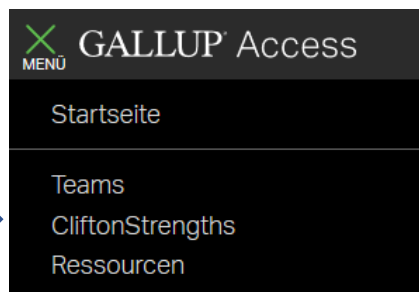 GALLUP® Access
MENÜ
Startseite
Teams
CliftonStrengths
Ressourcen